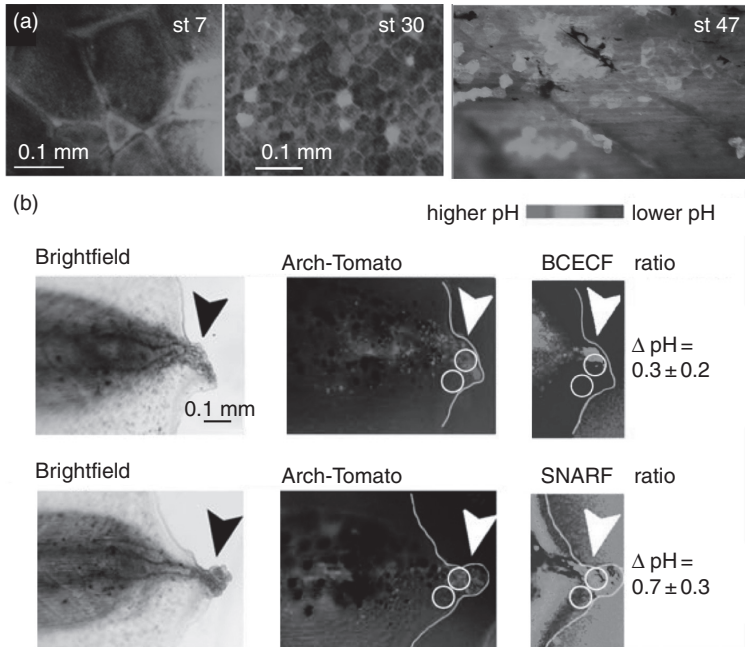 (a)
st 7
st 30
st 47
0.1 mm
0.1 mm
(b)
higher pH lower pH
Brightfield
Arch-Tomato
BCECF ratio
0.1 mm
Δ pH =
0.3 ± 0.2
Brightfield
Arch-Tomato
SNARF ratio
Δ pH =
0.7 ± 0.3